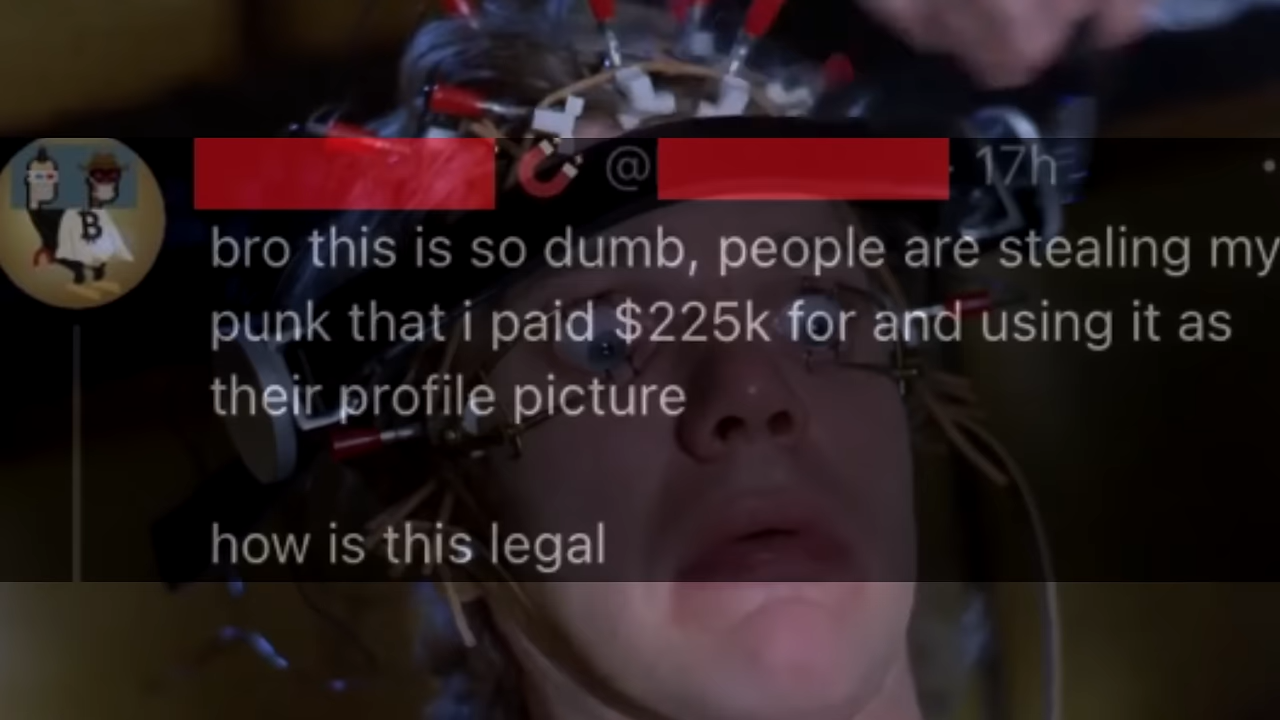 @ 17h
bro this is so dumb, people are stealing my
punk that i paid $225k for and using it as
their profile picture
how is this legal
B